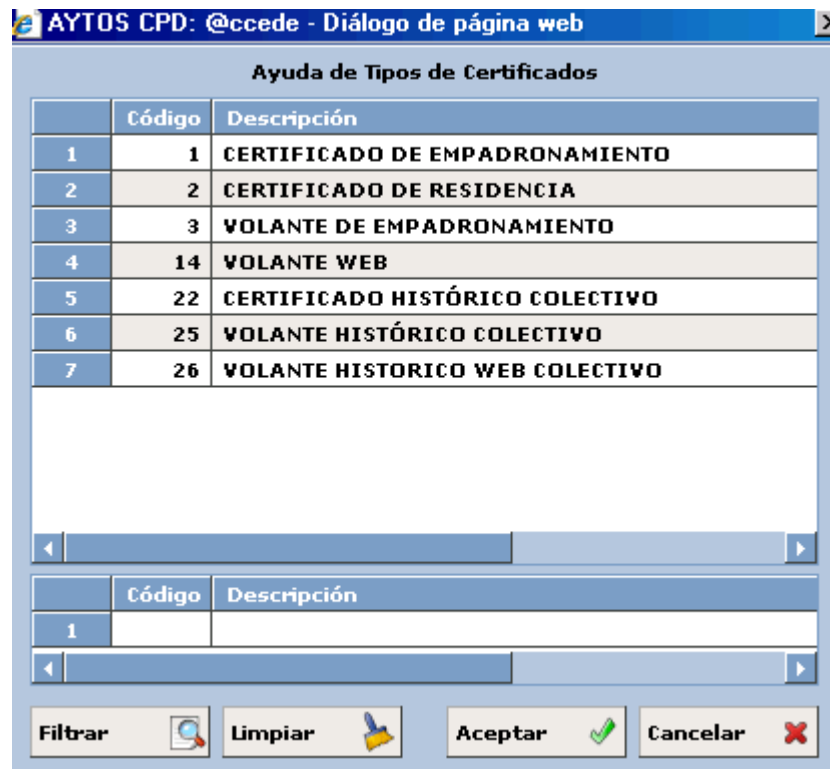 AYTOS CPD: @ccede - Diálogo de página web
Ayuda de Tipos de Certificados
Código Descripción
1 1 CERTIFICADO DE EMPADRONAMIENTO
2 2 CERTIFICADO DE RESIDENCIA
3 3 VOLANTE DE EMPADRONAMIENTO
4 14 VOLANTE WEB
5 22 CERTIFICADO HISTÓRICO COLECTIVO
6 25 VOLANTE HISTÓRICO COLECTIVO
7 26 VOLANTE HISTORICO WEB COLECTIVO
Código Descripción
1
Filtrar Limpiar Aceptar Cancelar